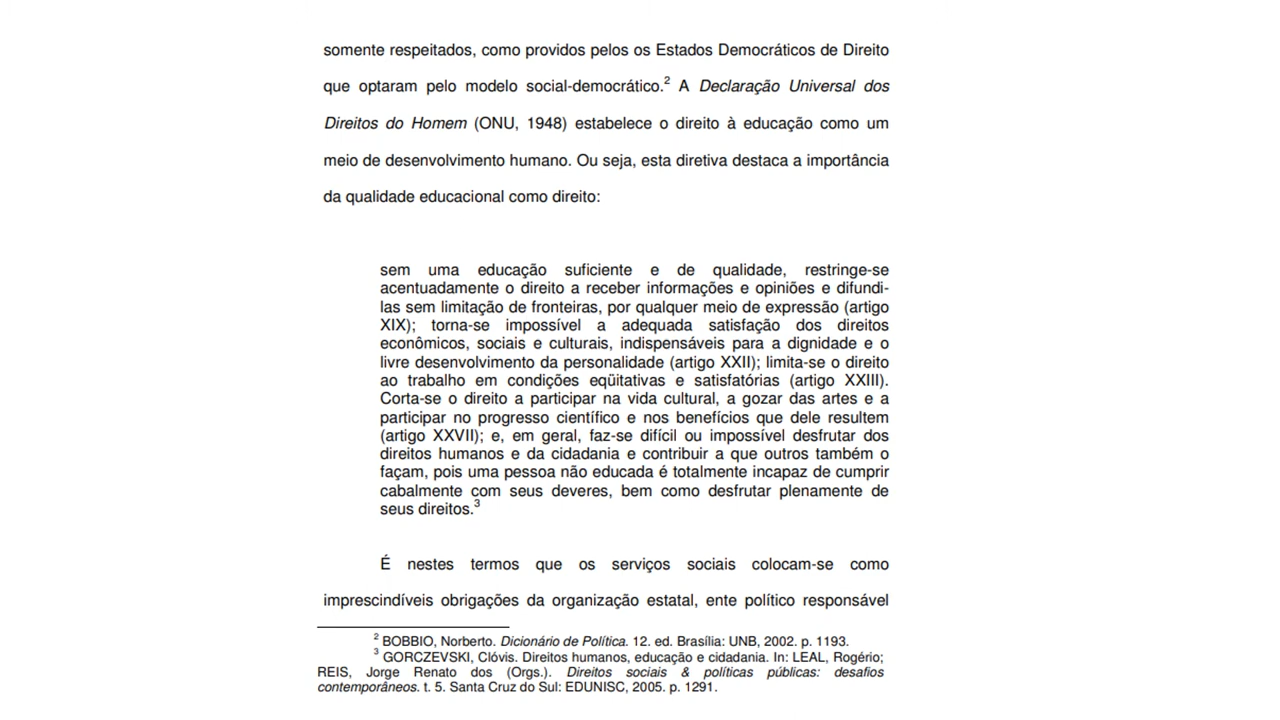 somente respeitados, como providos pelos os Estados Democráticos de Direito
que optaram pelo modelo social-democrático.2 A Declaração Universal dos
Direitos do Homem (ONU, 1948) estabelece o direito à educação como um
meio de desenvolvimento humano. Ou seja, esta diretiva destaca a importância
da qualidade educacional como direito:
sem uma educação suficiente e de qualidade, restringe-se
acentuadamente o direito a receber informações e opiniões e difundi-
las sem limitação de fronteiras, por qualquer meio de expressão (artigo
XIX); torna-se impossível a adequada satisfação dos direitos
econômicos, sociais e culturais, indispensáveis para a dignidade e o
livre desenvolvimento da personalidade (artigo XXII); limita-se o direito
ao trabalho em condições eqüitativas e satisfatórias (artigo XXIII).
Corta-se o direito a participar na vida cultural, a gozar das artes e a
participar no progresso científico e nos benefícios que dele resultem
(artigo XXVII); e, em geral, faz-se difícil ou impossível desfrutar dos
direitos humanos e da cidadania e contribuir a que outros também o
façam, pois uma pessoa não educada é totalmente incapaz de cumprir
cabalmente com seus deveres, bem como desfrutar plenamente de
seus direitos.3
É nestes termos que os serviços sociais colocam-se como
imprescindíveis obrigações da organização estatal, ente político responsável
2 BOBBIO, Norberto. Dicionário de Política. 12. ed. Brasília: UNB, 2002. p. 1193.
3 GORCZEVSKI, Clóvis. Direitos humanos, educação e cidadania. In: LEAL, Rogério;
REIS, Jorge Renato dos (Orgs.). Direitos sociais & políticas públicas: desafios
contemporâneos. t. 5. Santa Cruz do Sul: EDUNISC, 2005. p. 1291.